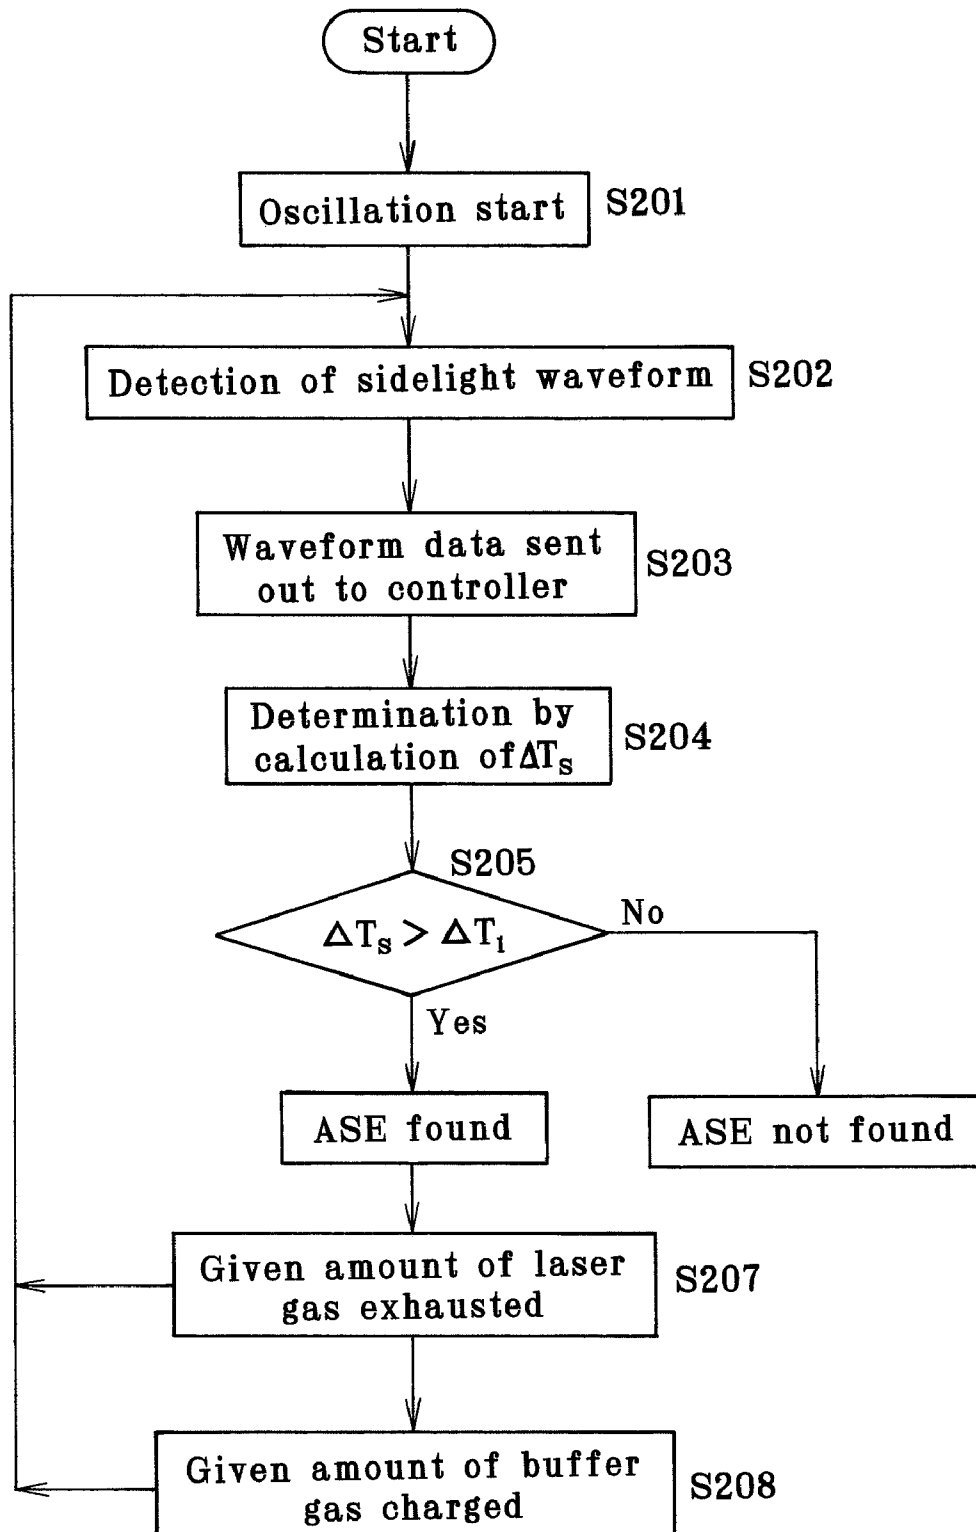 Start
Oscillation start
S201
Detection of sidelight waveform
S202
Waveform data sent
out to controller
S203
Determination by
calculation of ΔTs
S204
S205
ΔTs > ΔT1
No
Yes
ASE found
ASE not found
Given amount of laser
gas exhausted
S207
Given amount of buffer
gas charged
S208